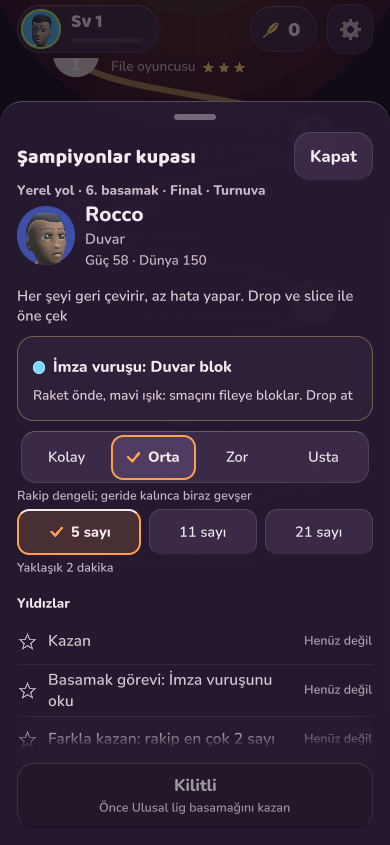 Sv 1
0
1 File oyuncusu
Şampiyonlar kupası
Kapat
Yerel yol · 6. basamak · Final · Turnuva
Rocco
Duvar
Güç 58 · Dünya 150
Her şeyi geri çevirir, az hata yapar. Drop ve slice ile
öne çek
İmza vuruşu: Duvar blok
Raket önde, mavi ışık: smaçını fileye bloklar. Drop at
Kolay Orta Zor Usta
Rakip dengeli; geride kalınca biraz gevşer
5 sayı 11 sayı 21 sayı
Yaklaşık 2 dakika
Yıldızlar
Kazan Henüz değil
Basamak görevi: İmza vuruşunu
oku Henüz değil
Farkla kazan: rakip en çok 2 sayı Henüz değil
Kilitli
Önce Ulusal lig basamağını kazan